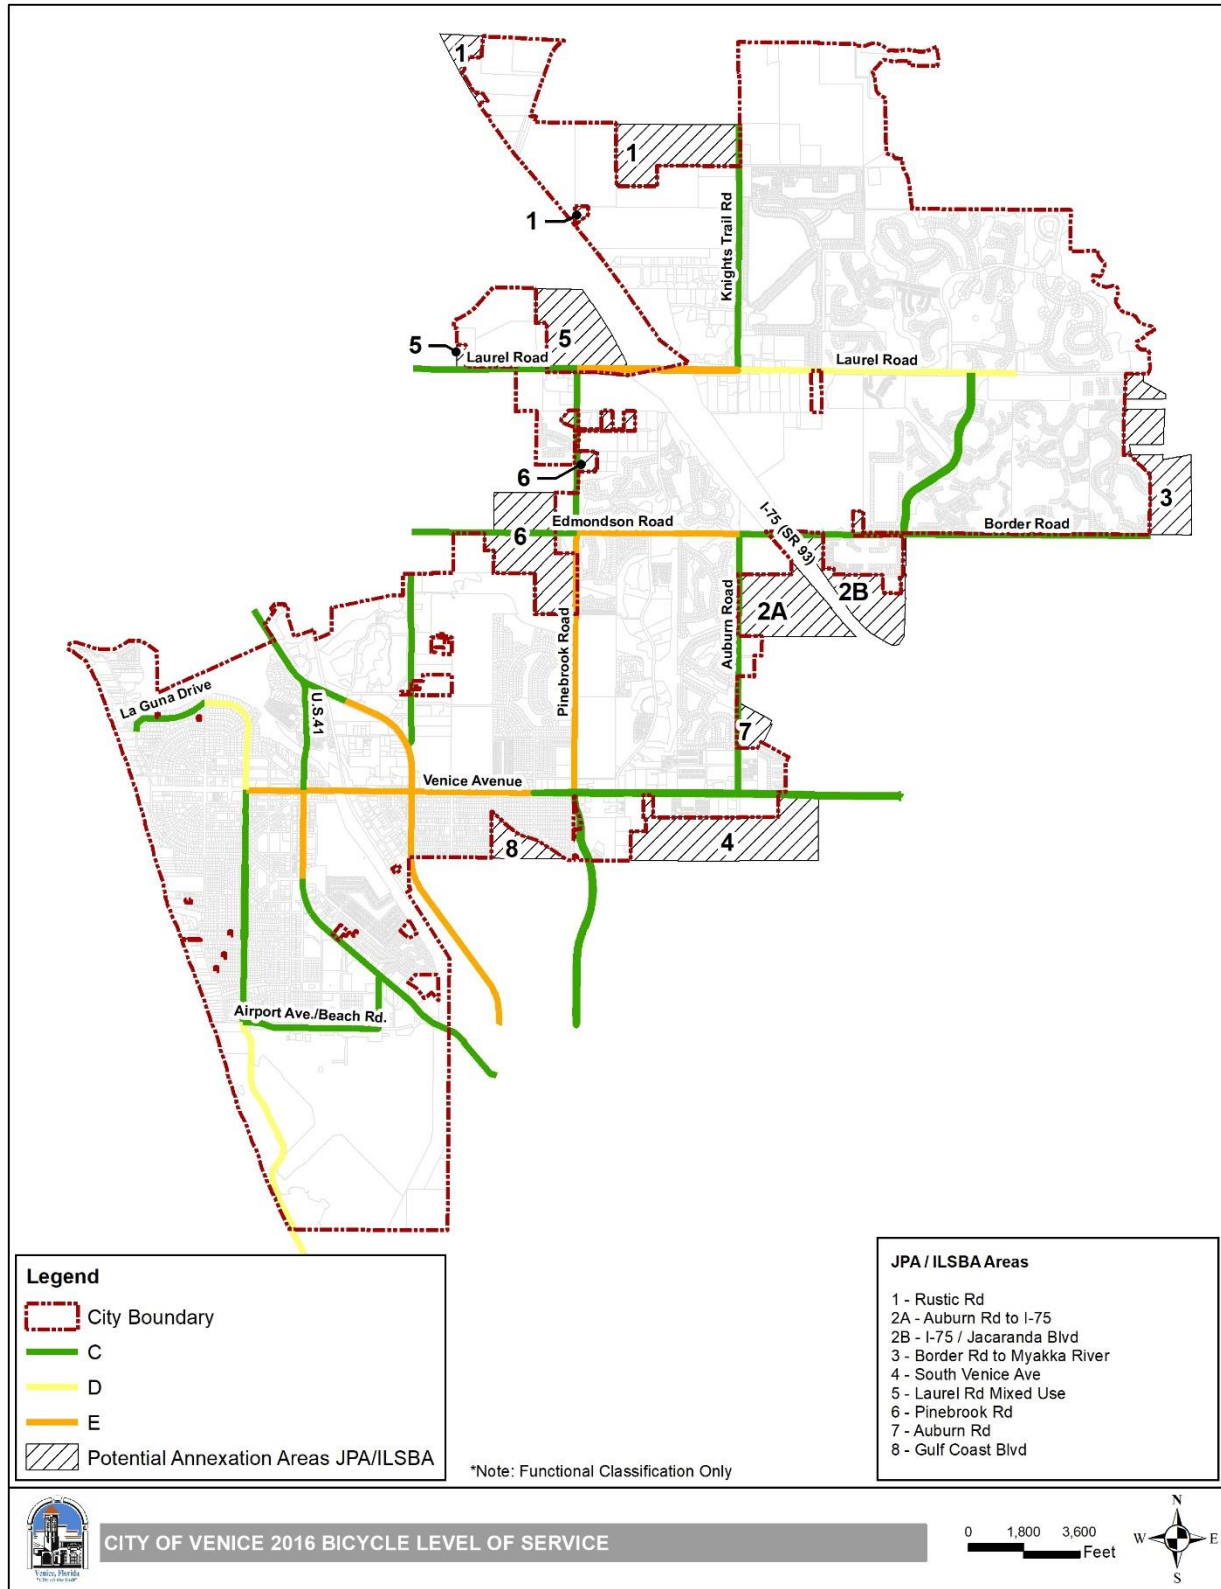 1
1
1
Knights Trail Rd
5
5
Laurel Road
Laurel Road
6
3
I-75 (SR 93)
Edmondson Road
Border Road
6
2A
2B
Pinebrook Road
Auburn Road
La Guna Drive
U.S.41
7
Venice Avenue
8
4
Airport Ave./Beach Rd.
Legend
City Boundary
C
D
E
Potential Annexation Areas JPA/ILSBA
*Note: Functional Classification Only
JPA / ILSBA Areas
1 - Rustic Rd
2A - Auburn Rd to I-75
2B - I-75 / Jacaranda Blvd
3 - Border Rd to Myakka River
4 - South Venice Ave
5 - Laurel Rd Mixed Use
6 - Pinebrook Rd
7 - Auburn Rd
8 - Gulf Coast Blvd
Venice, Florida
"City on the Gulf"
CITY OF VENICE 2016 BICYCLE LEVEL OF SERVICE
0 1,800 3,600
Feet
N
W E
S